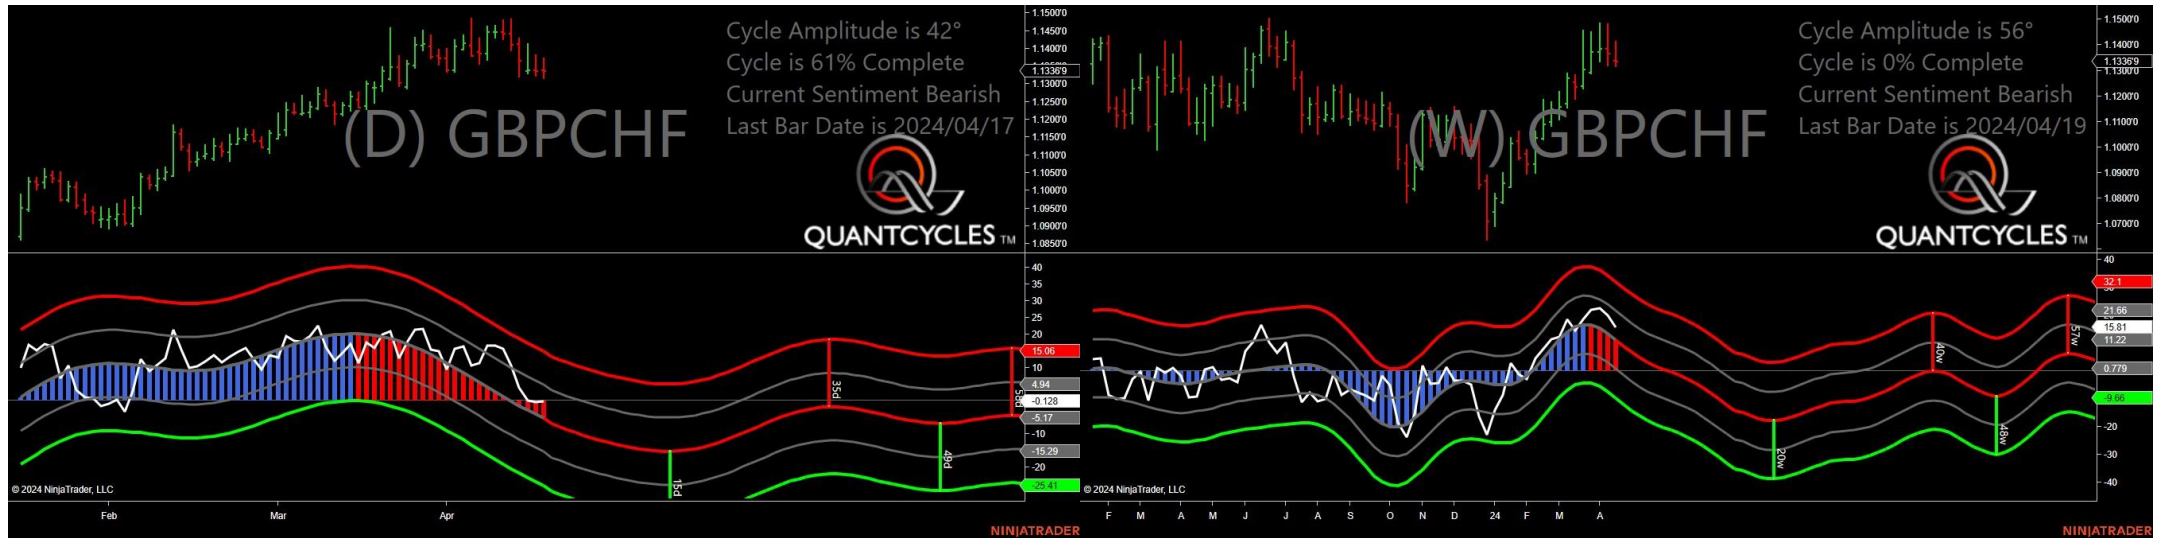 Cycle Amplitude is 42°
Cycle is 61% Complete
Current Sentiment Bearish
Last Bar Date is 2024/04/17
(D) GBPCHF
QUANTCYCLES TM
1.1500'0
1.1450'0
1.1400'0
1.1336'9
1.1300'0
1.1250'0
1.1200'0
1.1150'0
1.1100'0
1.1050'0
1.1000'0
1.0950'0
1.0900'0
1.0850'0
40
35
30
25
20
15.06
10
4.94
-0.128
-5.17
-10
-15.29
-20
-25.41
15d
35d
49d
© 2024 NinjaTrader, LLC
Feb Mar Apr
NINJATRADER
Cycle Amplitude is 56°
Cycle is 0% Complete
Current Sentiment Bearish
Last Bar Date is 2024/04/19
(W) GBPCHF
QUANTCYCLES TM
1.1500'0
1.1400'0
1.1336'9
1.1300'0
1.1200'0
1.1100'0
1.1000'0
1.0900'0
1.0800'0
1.0700'0
40
32.1
21.66
15.81
11.22
0.779
-9.66
-20
-30
-40
20w
40w
48w
57w
© 2024 NinjaTrader, LLC
F M A M J J A S O N D 24 F M A
NINJATRADER